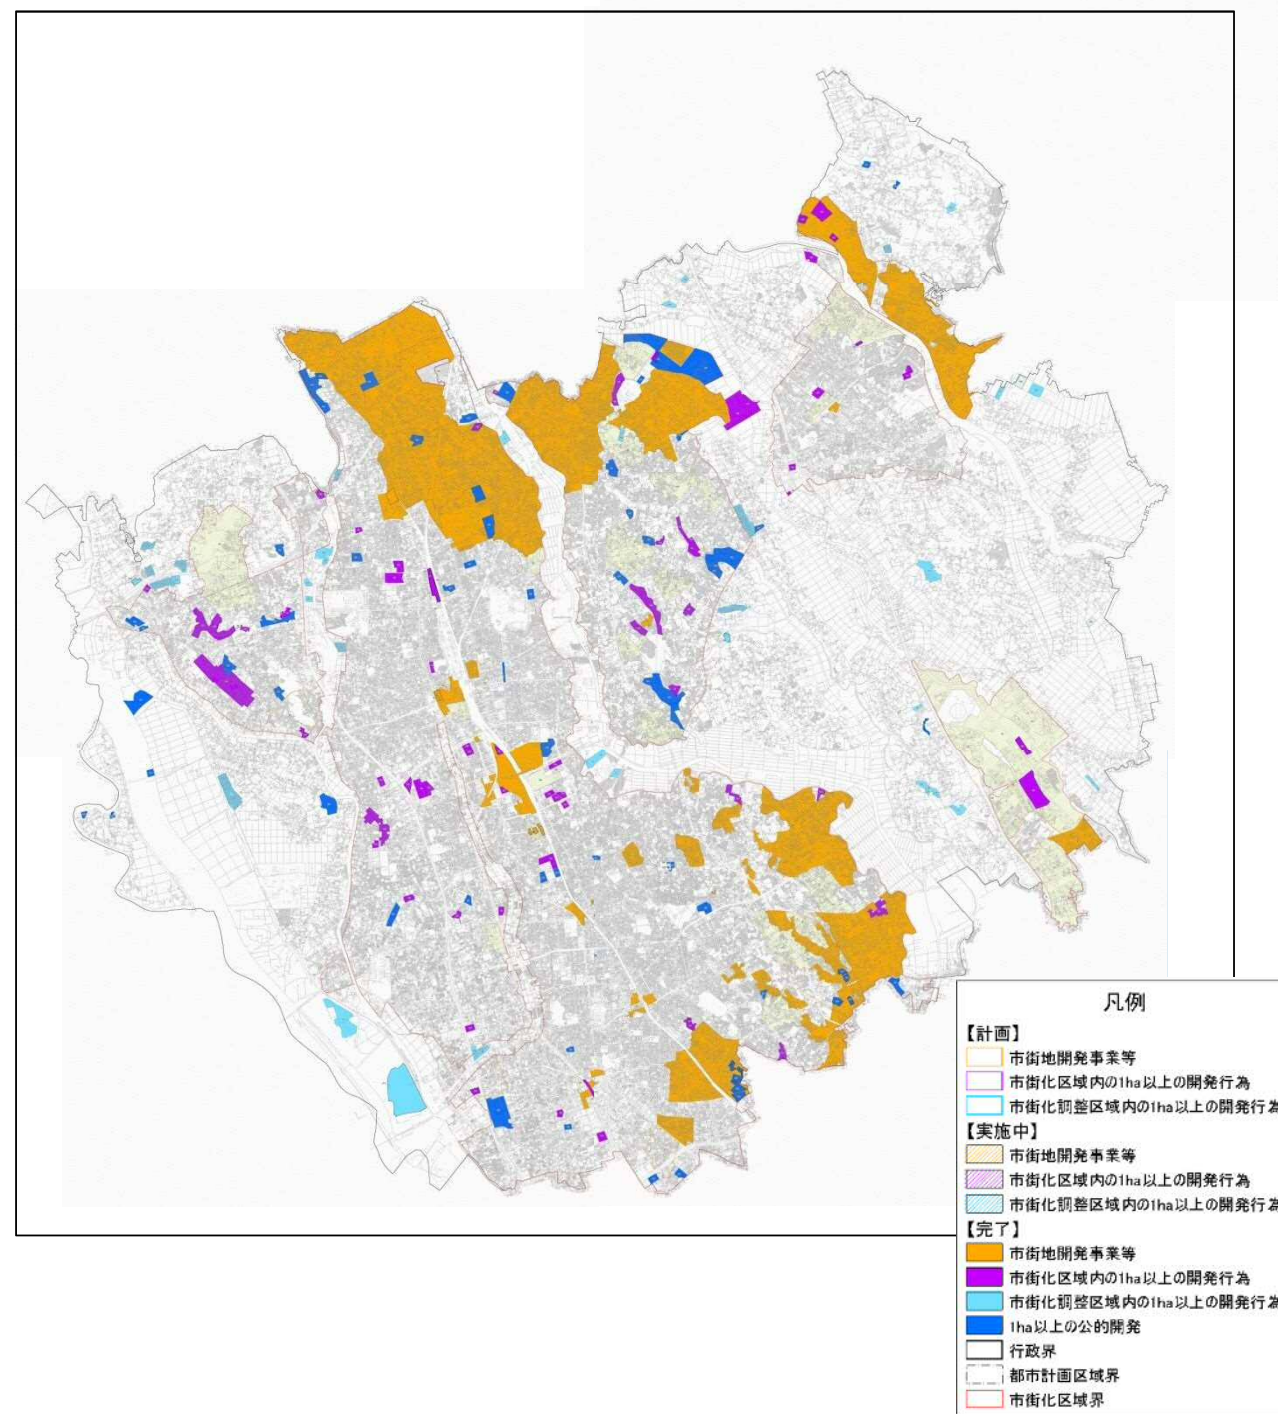 凡例
【計画】
市街地開発事業等
市街化区域内の1ha以上の開発行為
市街化調整区域内の1ha以上の開発行為
【実施中】
市街地開発事業等
市街化区域内の1ha以上の開発行為
市街化調整区域内の1ha以上の開発行為
【完了】
市街地開発事業等
市街化区域内の1ha以上の開発行為
市街化調整区域内の1ha以上の開発行為
1ha以上の公的開発
行政界
都市計画区域界
市街化区域界